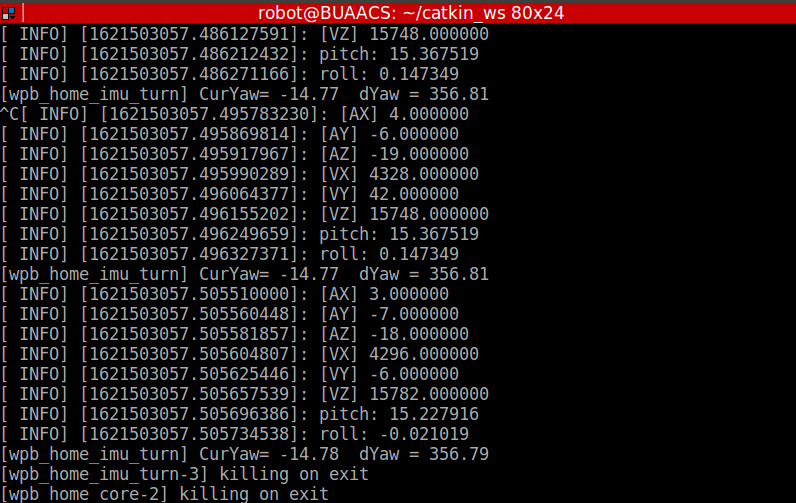 robot@BUAACS: ~/catkin_ws 80x24
[ INFO] [1621503057.486127591]: [VZ] 15748.000000
[ INFO] [1621503057.486212432]: pitch: 15.367519
[ INFO] [1621503057.486271166]: roll: 0.147349
[wpb_home_imu_turn] CurYaw= -14.77  dYaw = 356.81
^C[ INFO] [1621503057.495783230]: [AX] 4.000000
[ INFO] [1621503057.495869814]: [AY] -6.000000
[ INFO] [1621503057.495917967]: [AZ] -19.000000
[ INFO] [1621503057.495990289]: [VX] 4328.000000
[ INFO] [1621503057.496064377]: [VY] 42.000000
[ INFO] [1621503057.496155202]: [VZ] 15748.000000
[ INFO] [1621503057.496249659]: pitch: 15.367519
[ INFO] [1621503057.496327371]: roll: 0.147349
[wpb_home_imu_turn] CurYaw= -14.77  dYaw = 356.81
[ INFO] [1621503057.505510000]: [AX] 3.000000
[ INFO] [1621503057.505560448]: [AY] -7.000000
[ INFO] [1621503057.505581857]: [AZ] -18.000000
[ INFO] [1621503057.505604807]: [VX] 4296.000000
[ INFO] [1621503057.505625446]: [VY] -6.000000
[ INFO] [1621503057.505657539]: [VZ] 15782.000000
[ INFO] [1621503057.505696386]: pitch: 15.227916
[ INFO] [1621503057.505734538]: roll: -0.021019
[wpb_home_imu_turn] CurYaw= -14.78  dYaw = 356.79
[wpb_home_imu_turn-3] killing on exit
[wpb_home_core-2] killing on exit